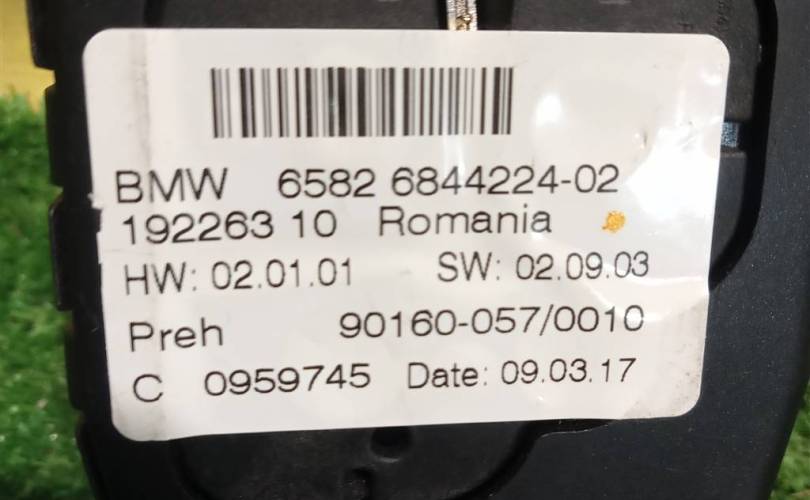 BMW 6582 6844224-02
192263 10 Romania
HW: 02.01.01 SW: 02.09.03
Preh 90160-057/0010
C 0959745 Date: 09.03.17